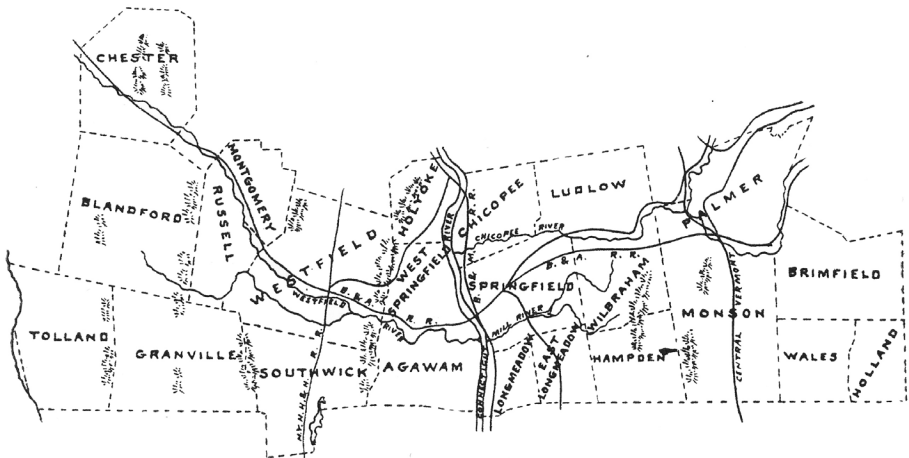 CHESTER
MONTGOMERY
RUSSELL
BLANDFORD
HOLYOKE
CHICOPEE
LUDLOW
PALMER
WESTFIELD
WEST
SPRINGFIELD
CHICOPEE RIVER
RIVER
B. & M. R. R.
B. & A. R. R.
SPRINGFIELD
WILBRAHAM
BRIMFIELD
MONSON
WESTFIELD RIVER
B. & A. R. R.
MILL RIVER
TOLLAND
GRANVILLE
SOUTHWICK
AGAWAM
LONGMEADOW
EAST
LONGMEADOW
HAMPDEN
CENTRAL VERMONT
WALES
HOLLAND
N.Y. N.H. & H. R. R.